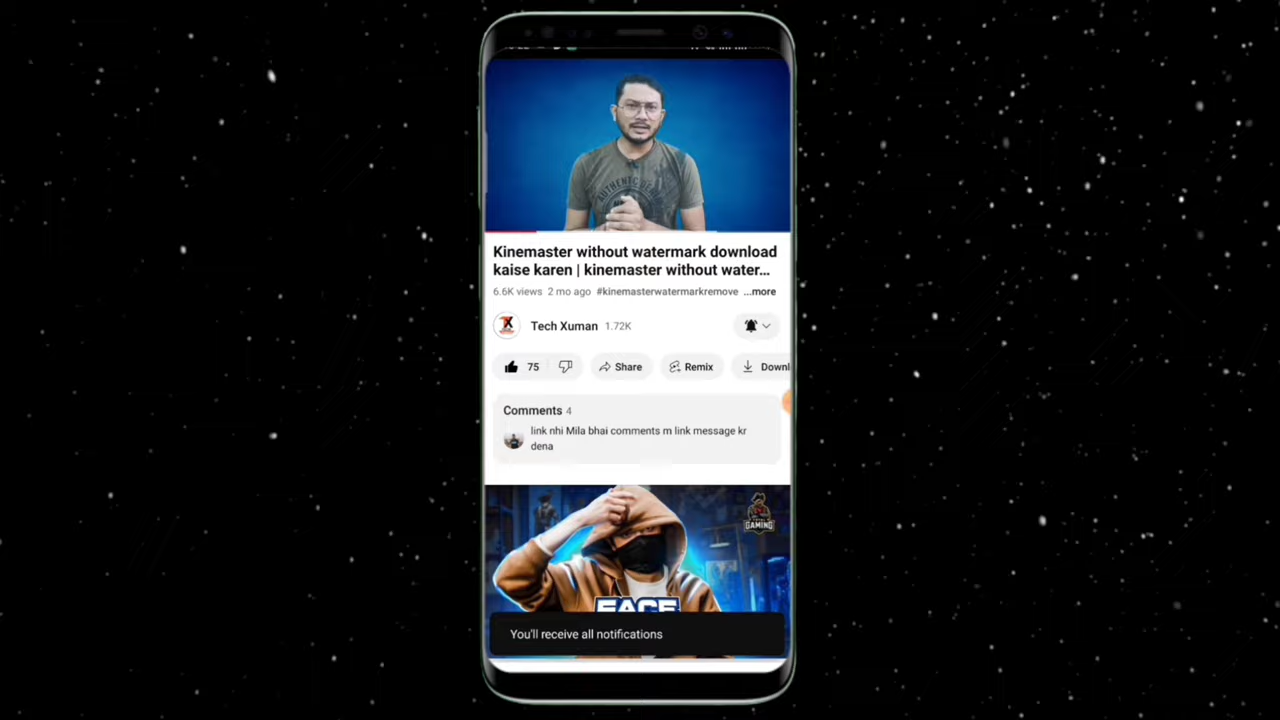 AUTHENTC
Kinemaster without watermark download
kaise karen | kinemaster without water...
6.6K views 2 mo ago #kinemasterwatermarkremove ...more
Tech Xuman 1.72K
75 Share Remix Downl
Comments 4
link nhi Mila bhai comments m link message kr
dena
GAMING
FACE
You'll receive all notifications